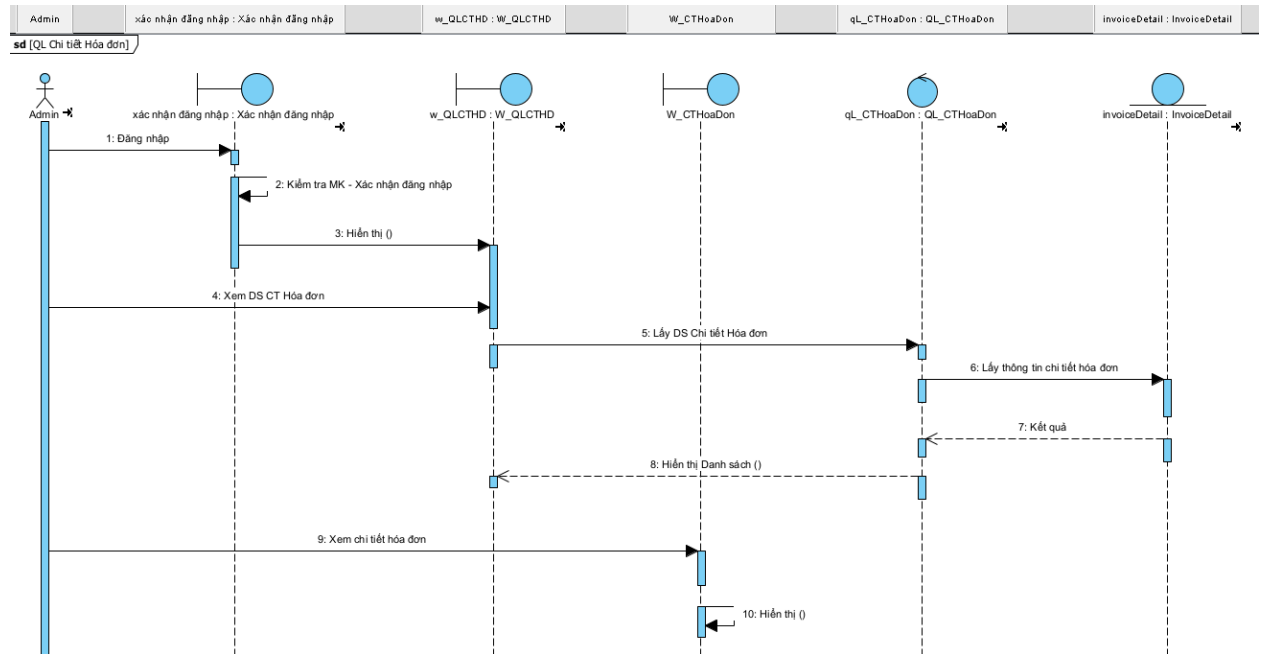 Admin
xác nhận đăng nhập : Xác nhận đăng nhập
w_QLCTHD : W_QLCTHD
W_CTHoaDon
qL_CTHoaDon : QL_CTHoaDon
invoiceDetail : InvoiceDetail
sd [QL Chi tiết Hóa đơn]
Admin
xác nhận đăng nhập : Xác nhận đăng nhập
w_QLCTHD : W_QLCTHD
W_CTHoaDon
qL_CTHoaDon : QL_CTHoaDon
invoiceDetail : InvoiceDetail
1: Đăng nhập
2: Kiểm tra MK - Xác nhận đăng nhập
3: Hiển thị ()
4: Xem DS CT Hóa đơn
5: Lấy DS Chi tiết Hóa đơn
6: Lấy thông tin chi tiết hóa đơn
7: Kết quả
8: Hiển thị Danh sách ()
9: Xem chi tiết hóa đơn
10: Hiển thị ()